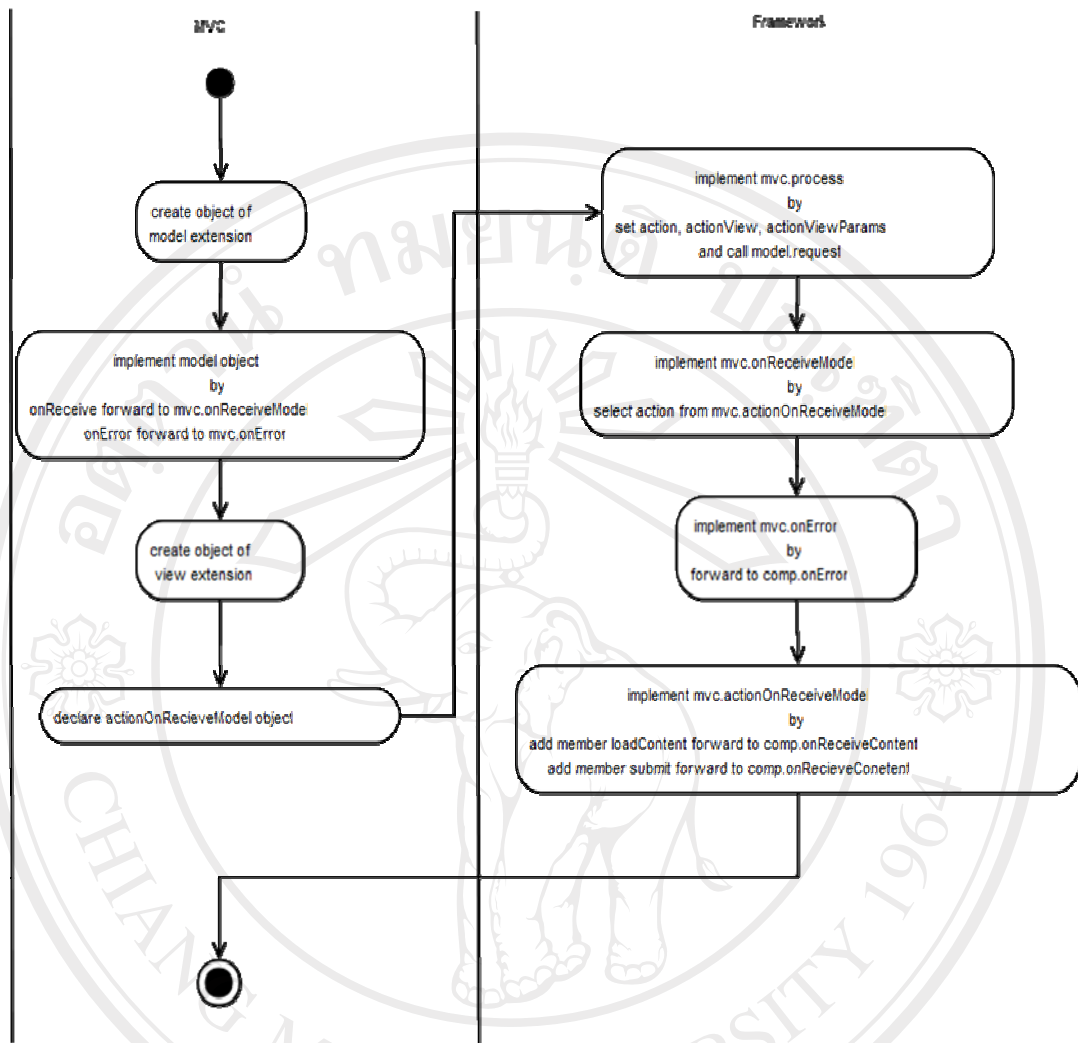 MVC
Framework
create object of
model extension
implement model object
by
onReceive forward to mvc.onReceiveModel
onError forward to mvc.onError
create object of
view extension
declare actionOnRecieveModel object
implement mvc.process
by
set action, actionView, actionViewParams
and call model.request
implement mvc.onReceiveModel
by
select action from mvc.actionOnReceiveModel
implement mvc.onError
by
forward to comp.onError
implement mvc.actionOnReceiveModel
by
add member loadContent forward to comp.onReceiveContent
add member submit forward to comp.onRecieveConetent
CHIANG
1964